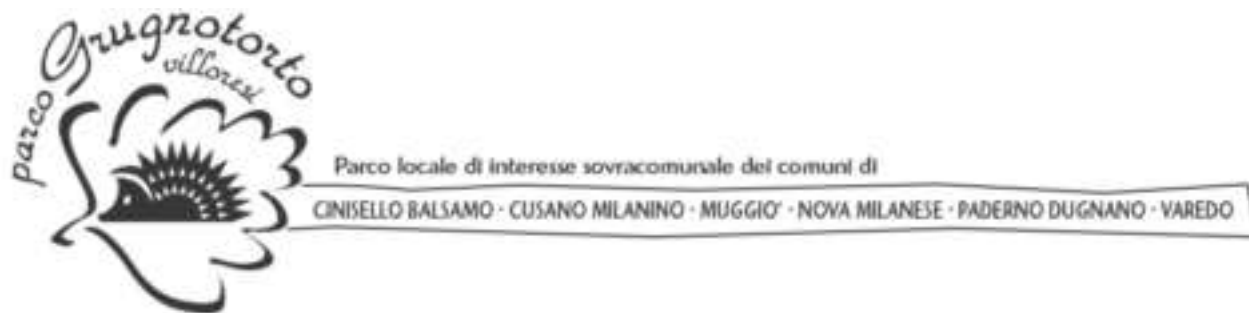 parco Grugnotorto
villoresi
Parco locale di interesse sovracomunale dei comuni di
CINISELLO BALSAMO · CUSANO MILANINO · MUGGIO' · NOVA MILANESE · PADERNO DUGNANO · VAREDO